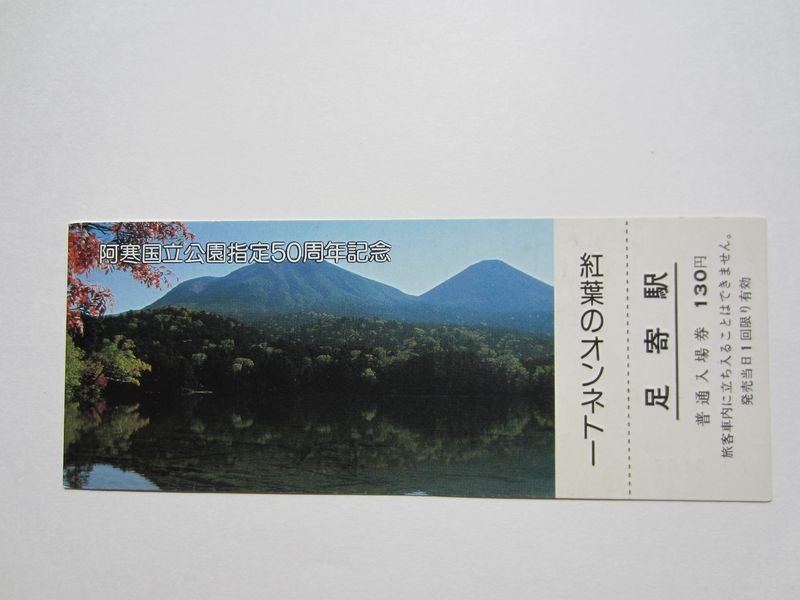 阿寒国立公園指定50周年記念
紅葉のオンネトー
足寄駅
普通入場券 130円
旅客車内に立ち入ることはできません。
発売当日1回限り有効